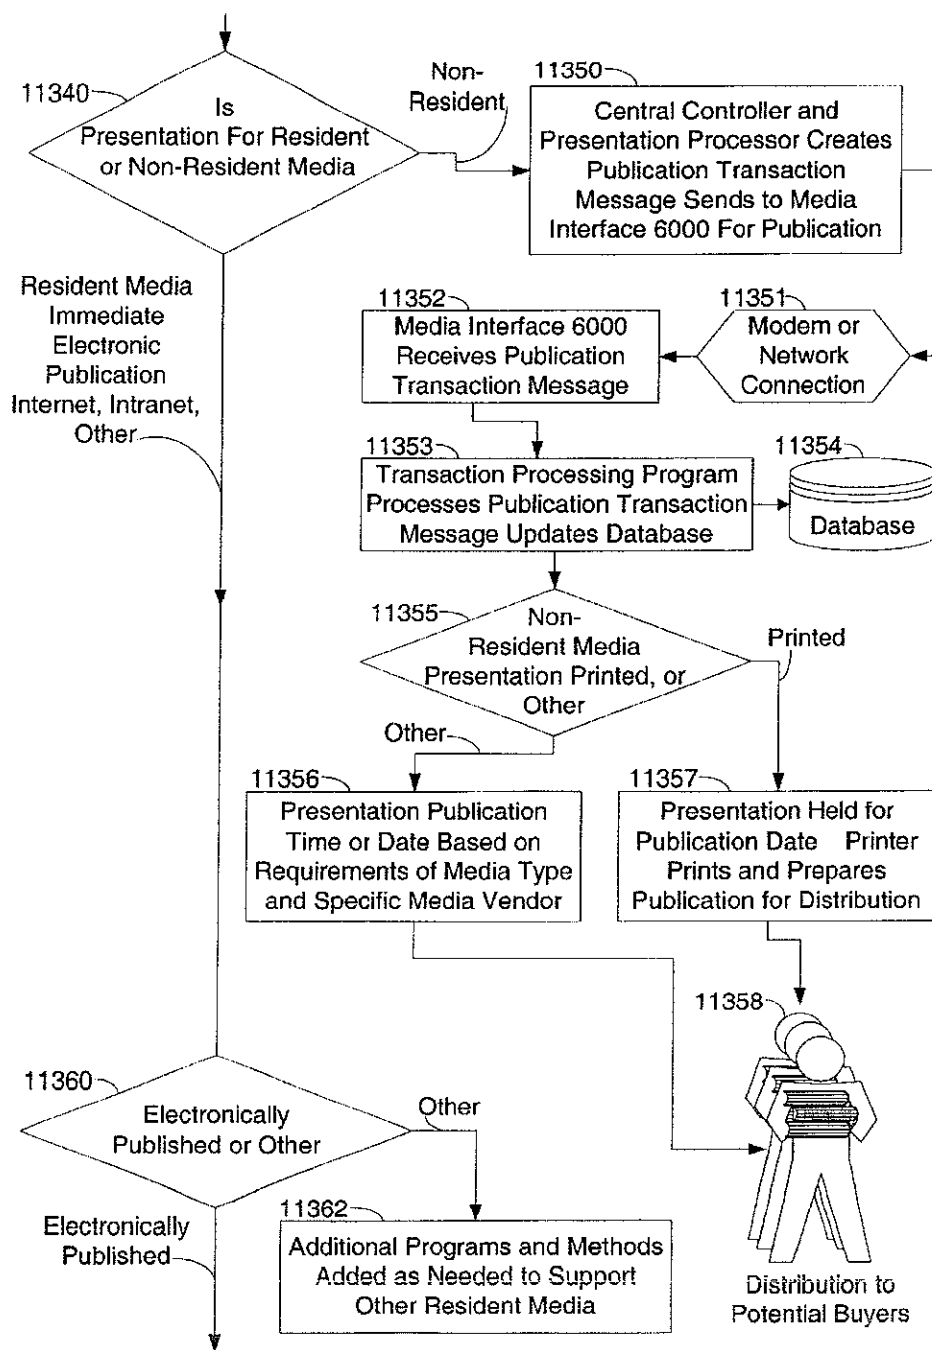 11340
Is
Presentation For Resident
or Non-Resident Media
Non-
Resident
11350
Central Controller and
Presentation Processor Creates
Publication Transaction
Message Sends to Media
Interface 6000 For Publication
Resident Media
Immediate
Electronic
Publication
Internet, Intranet,
Other
11352
Media Interface 6000
Receives Publication
Transaction Message
11351
Modem or
Network
Connection
11353
Transaction Processing Program
Processes Publication Transaction
Message Updates Database
11354
Database
11355
Non-
Resident Media
Presentation Printed, or
Other
Printed
Other
11356
Presentation Publication
Time or Date Based on
Requirements of Media Type
and Specific Media Vendor
11357
Presentation Held for
Publication Date Printer
Prints and Prepares
Publication for Distribution
11358
Distribution to
Potential Buyers
11360
Electronically
Published or Other
Other
Electronically
Published
11362
Additional Programs and Methods
Added as Needed to Support
Other Resident Media